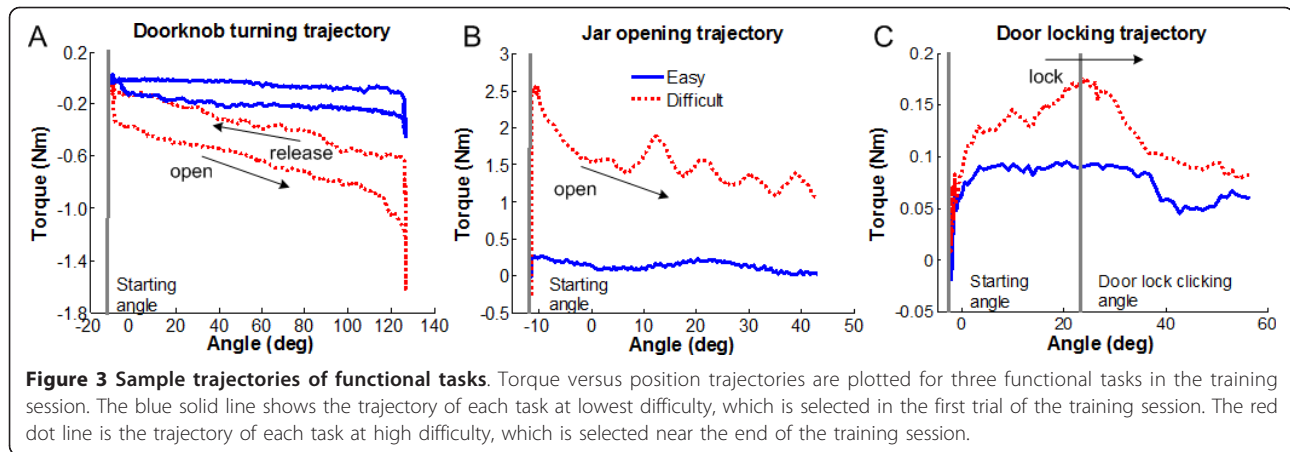 A
Doorknob turning trajectory
0.2
-0.2
-0.6
-1.0
-1.4
-1.8
Torque (Nm)
release
open
Starting
angle
-20
0
20
40
60
80
100
120
140
Angle (deg)
B
Jar opening trajectory
3
2.5
2
1.5
1
0.5
0
-0.5
Torque (Nm)
Easy
Difficult
open
Starting
angle
-10
0
10
20
30
40
50
Angle (deg)
C
Door locking trajectory
0.2
0.15
0.1
0.05
0
-0.05
Torque (Nm)
lock
Starting
angle
Door lock clicking
angle
0
20
40
60
Angle (deg)
Figure 3 Sample trajectories of functional tasks. Torque versus position trajectories are plotted for three functional tasks in the training
session. The blue solid line shows the trajectory of each task at lowest difficulty, which is selected in the first trial of the training session. The red
dot line is the trajectory of each task at high difficulty, which is selected near the end of the training session.